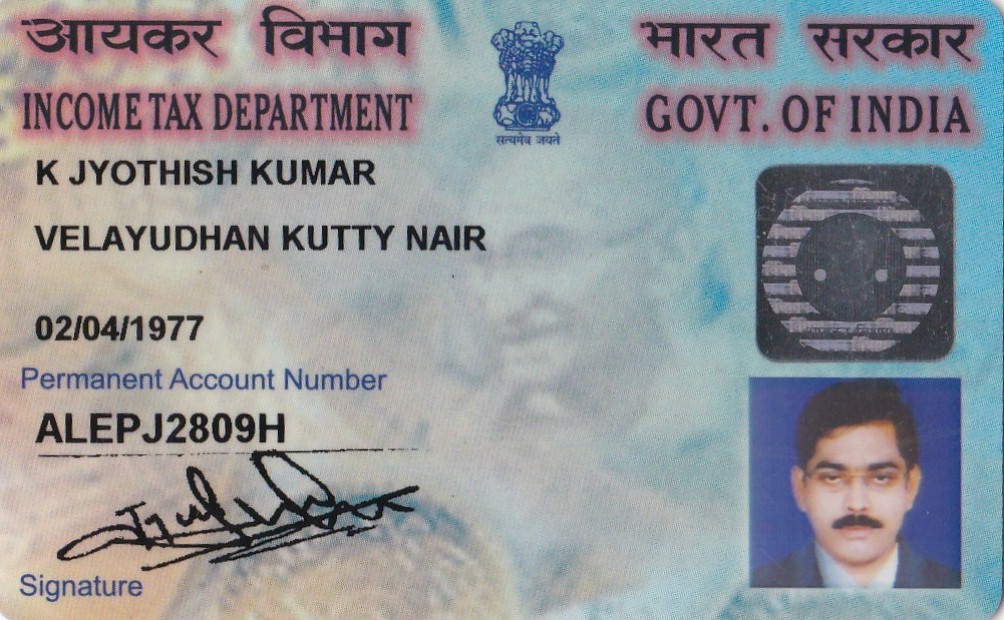 आयकर विभाग
भारत सरकार
INCOME TAX DEPARTMENT
GOVT. OF INDIA
सत्यमेव जयते
K JYOTHISH KUMAR
VELAYUDHAN KUTTY NAIR
02/04/1977
Permanent Account Number
ALEPJ2809H
Signature